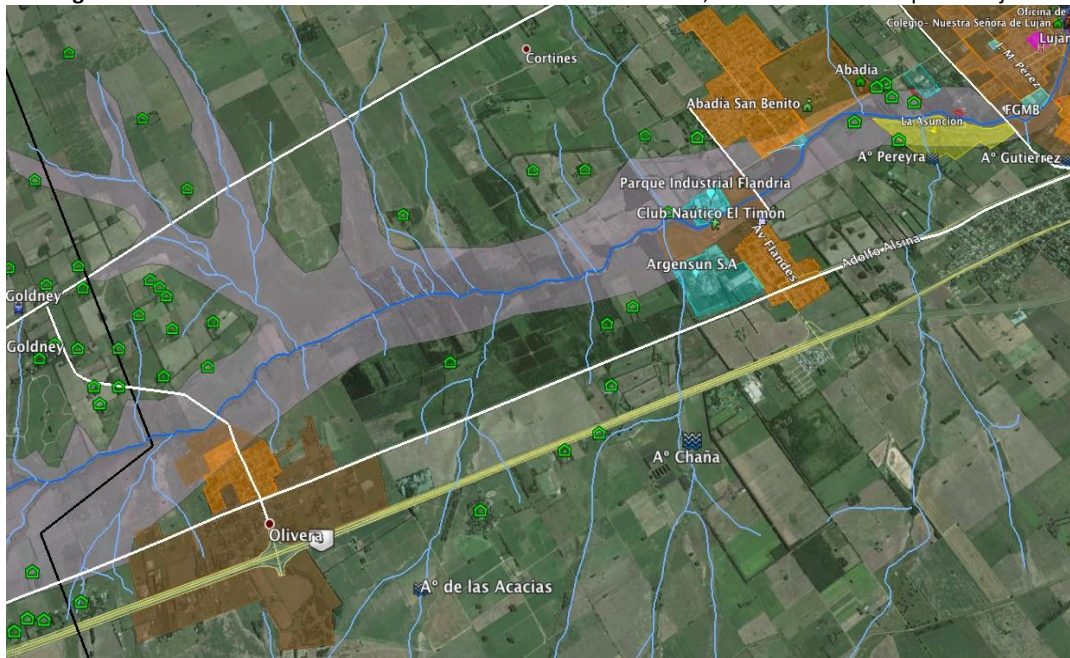 Oficina de
Colegio- Nuestra Señora de Luján
Luján
J. M. Perez
Cortines
Abadia
Abadía San Benito
FGMB
La Asunción
Aº Pereyra
Aº Gutierrez
Parque Industrial Flandria
Club Naútico El Timón
Av Flandes
Adolfo Alsina
Argensun S.A
Goldney
Goldney
Aº Chaña
Olivera
Aº de las Acacias